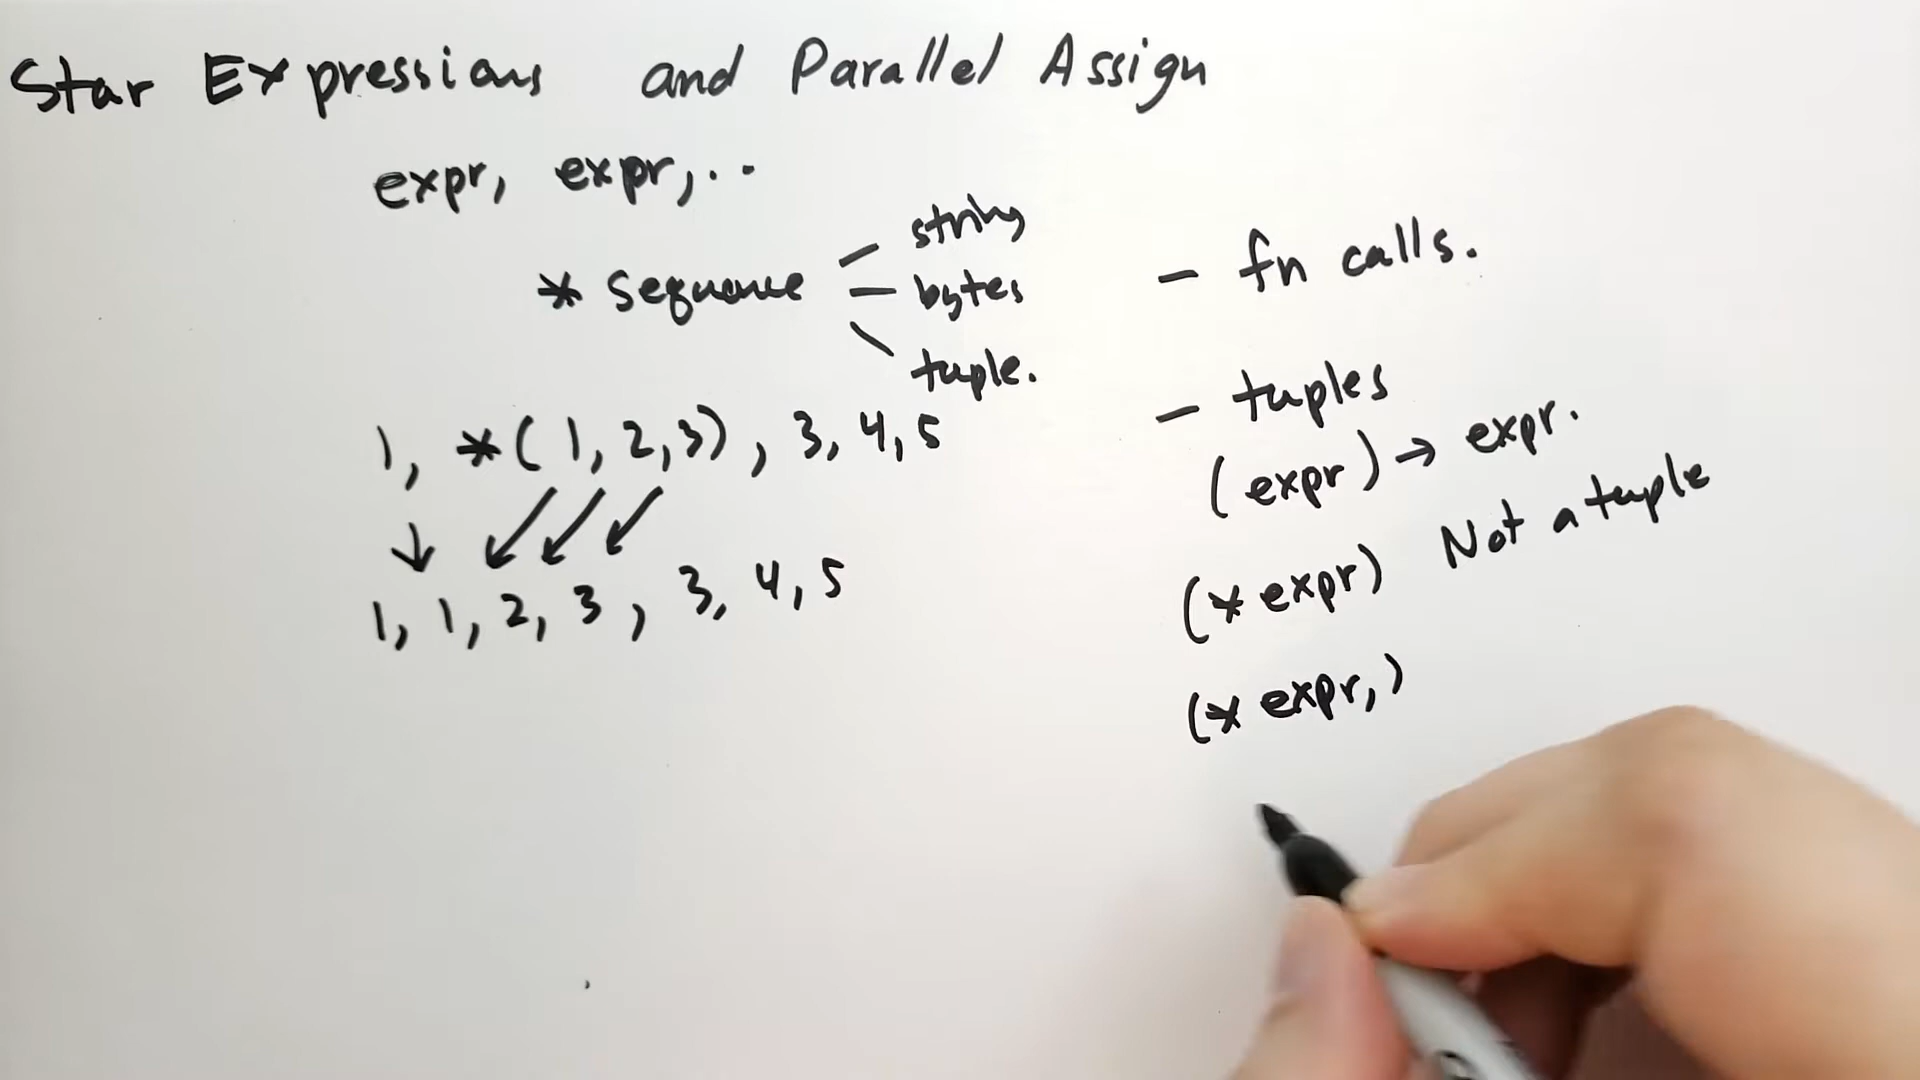 Star Expressions and Parallel Assign
expr, expr,..
* sequence
string
bytes
tuple.
1, *(1,2,3), 3,4,5
1, 1, 2, 3, 3, 4, 5
- fn calls.
- tuples
(expr) → expr.
Not a tuple
(* expr)
(* expr,)